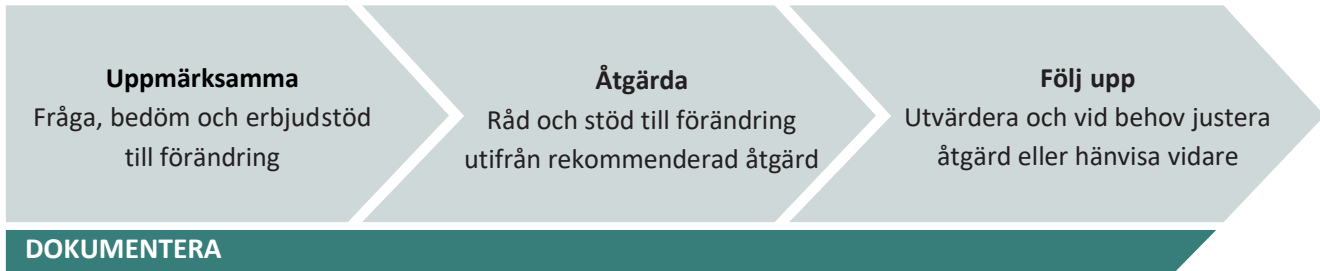 Uppmärksamma
Fråga, bedöm och erbjudstöd
till förändring
Åtgärda
Råd och stöd till förändring
utifrån rekommenderad åtgärd
Följ upp
Utvärdera och vid behov justera
åtgärd eller hänvisa vidare
DOKUMENTERA